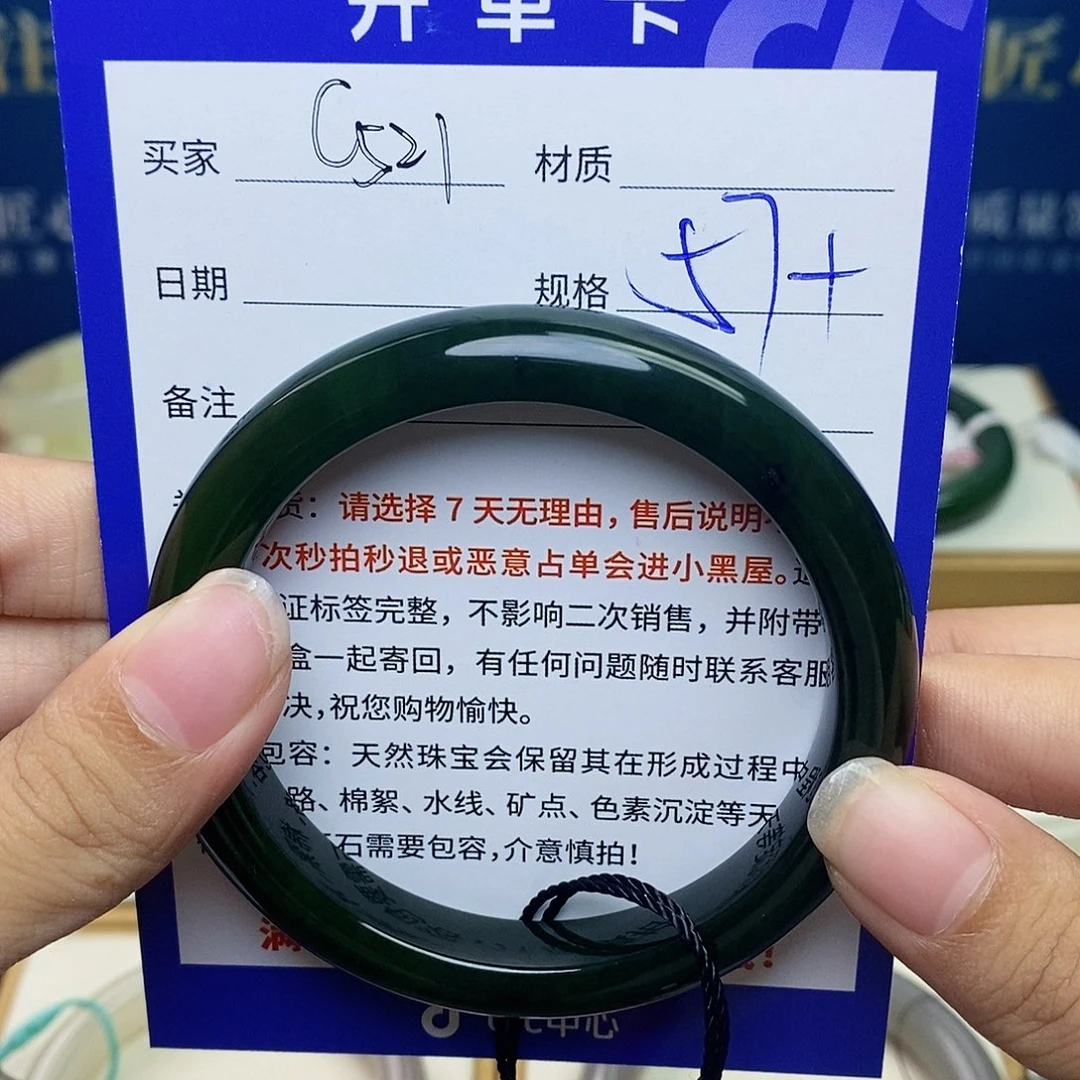 开单卡
买家 G521 材质
日期 规格 57+
备注
货：请选择 7 天无理由，售后说明
次秒拍秒退或恶意占单会进小黑屋。退
证标签完整，不影响二次销售，并附带
盒一起寄回，有任何问题随时联系客服
决，祝您购物愉快。
包容：天然珠宝会保留其在形成过程中
路、棉絮、水线、矿点、色素沉淀等天
石需要包容，介意慎拍！
中心
匠